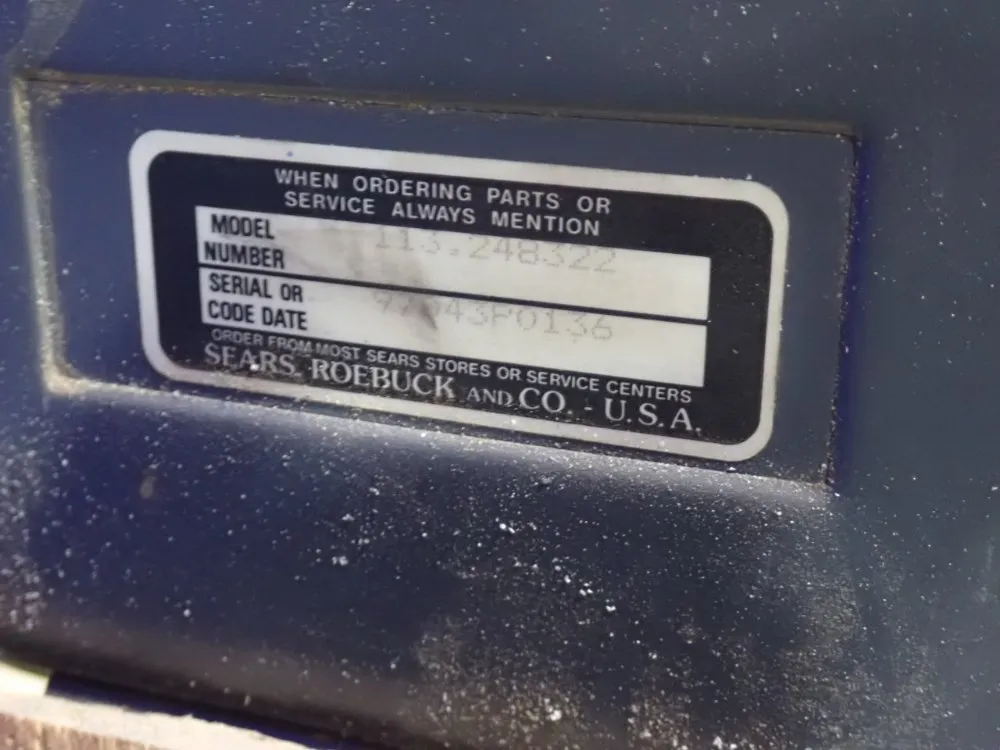 WHEN ORDERING PARTS OR
SERVICE ALWAYS MENTION
MODEL
NUMBER 113.248322
SERIAL OR
CODE DATE
ORDER FROM MOST SEARS STORES OR SERVICE CENTERS
SEARS, ROEBUCK AND CO. - U.S.A.